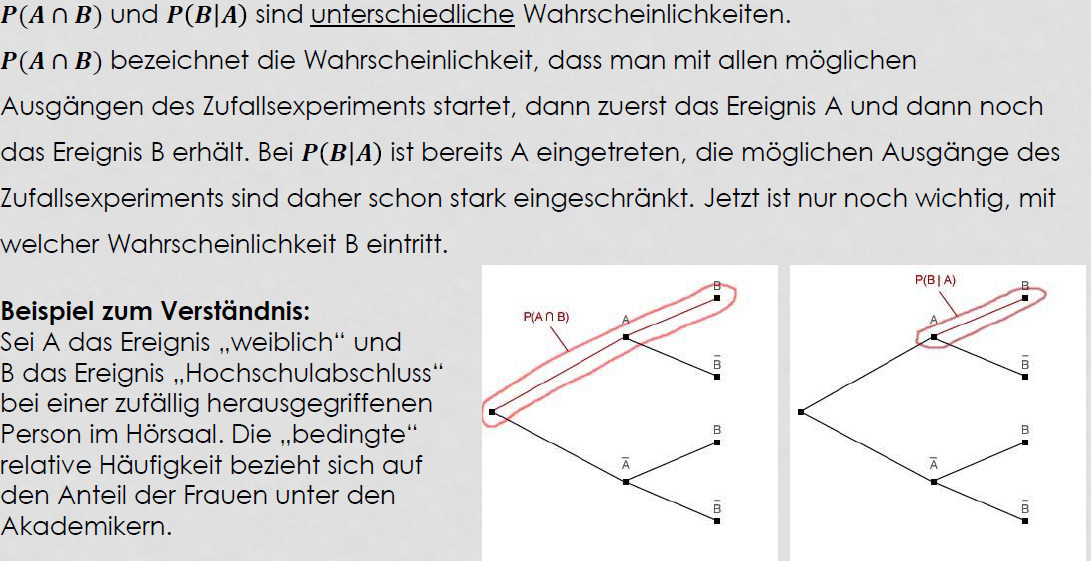 P(A ∩ B) und P(B|A) sind unterschiedliche Wahrscheinlichkeiten.
P(A ∩ B) bezeichnet die Wahrscheinlichkeit, dass man mit allen möglichen
Ausgängen des Zufallsexperiments startet, dann zuerst das Ereignis A und dann noch
das Ereignis B erhält. Bei P(B|A) ist bereits A eingetreten, die möglichen Ausgänge des
Zufallsexperiments sind daher schon stark eingeschränkt. Jetzt ist nur noch wichtig, mit
welcher Wahrscheinlichkeit B eintritt.
Beispiel zum Verständnis:
Sei A das Ereignis „weiblich“ und
B das Ereignis „Hochschulabschluss“
bei einer zufällig herausgegriffenen
Person im Hörsaal. Die „bedingte“
relative Häufigkeit bezieht sich auf
den Anteil der Frauen unter den
Akademikern.
P(A ∩ B)
A
B
B̅
A̅
B
B̅
P(B| A)
A
B
B̅
A̅
B
B̅